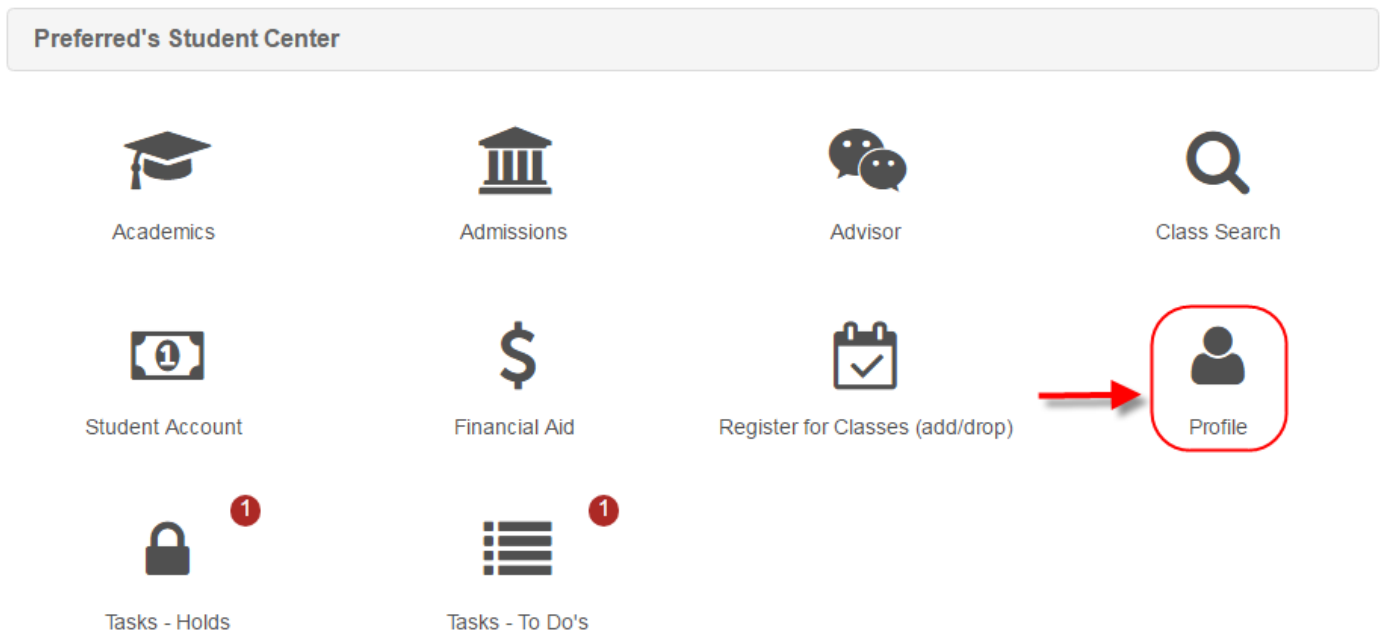 Preferred's Student Center
Academics
Admissions
Advisor
Class Search
1
Student Account
Financial Aid
Register for Classes (add/drop)
Profile
1
1
Tasks - Holds
Tasks - To Do's